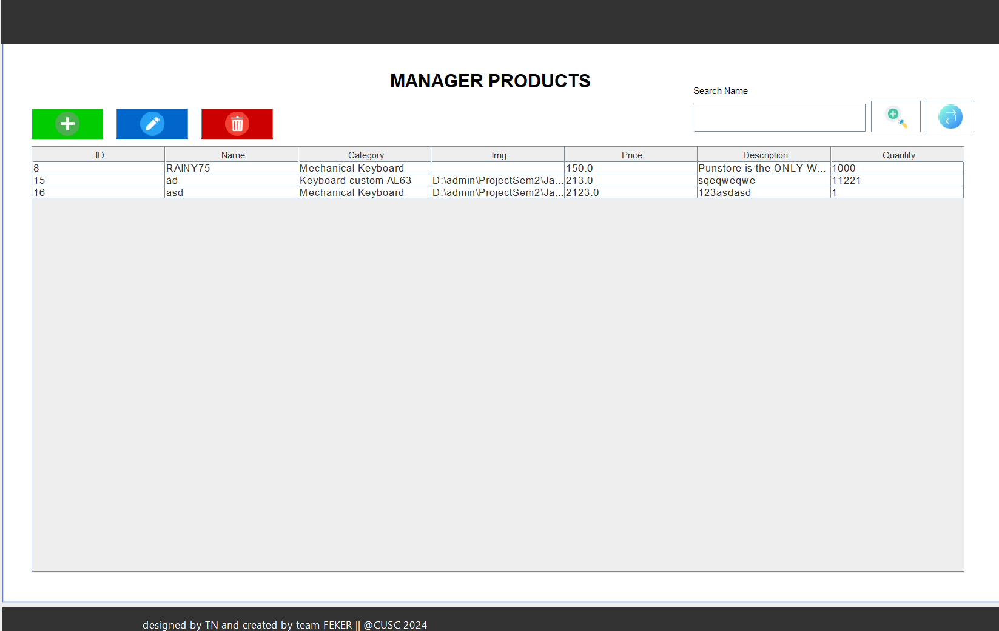 MANAGER PRODUCTS
Search Name
ID Name Category Img Price Description Quantity
8 RAINY75 Mechanical Keyboard 150.0 Punstore is the ONLY W... 1000
15 ád Keyboard custom AL63 D:\admin\ProjectSem2\Ja... 213.0 sqeqweqwe 11221
16 asd Mechanical Keyboard D:\admin\ProjectSem2\Ja... 2123.0 123asdasd 1
designed by TN and created by team FEKER || @CUSC 2024